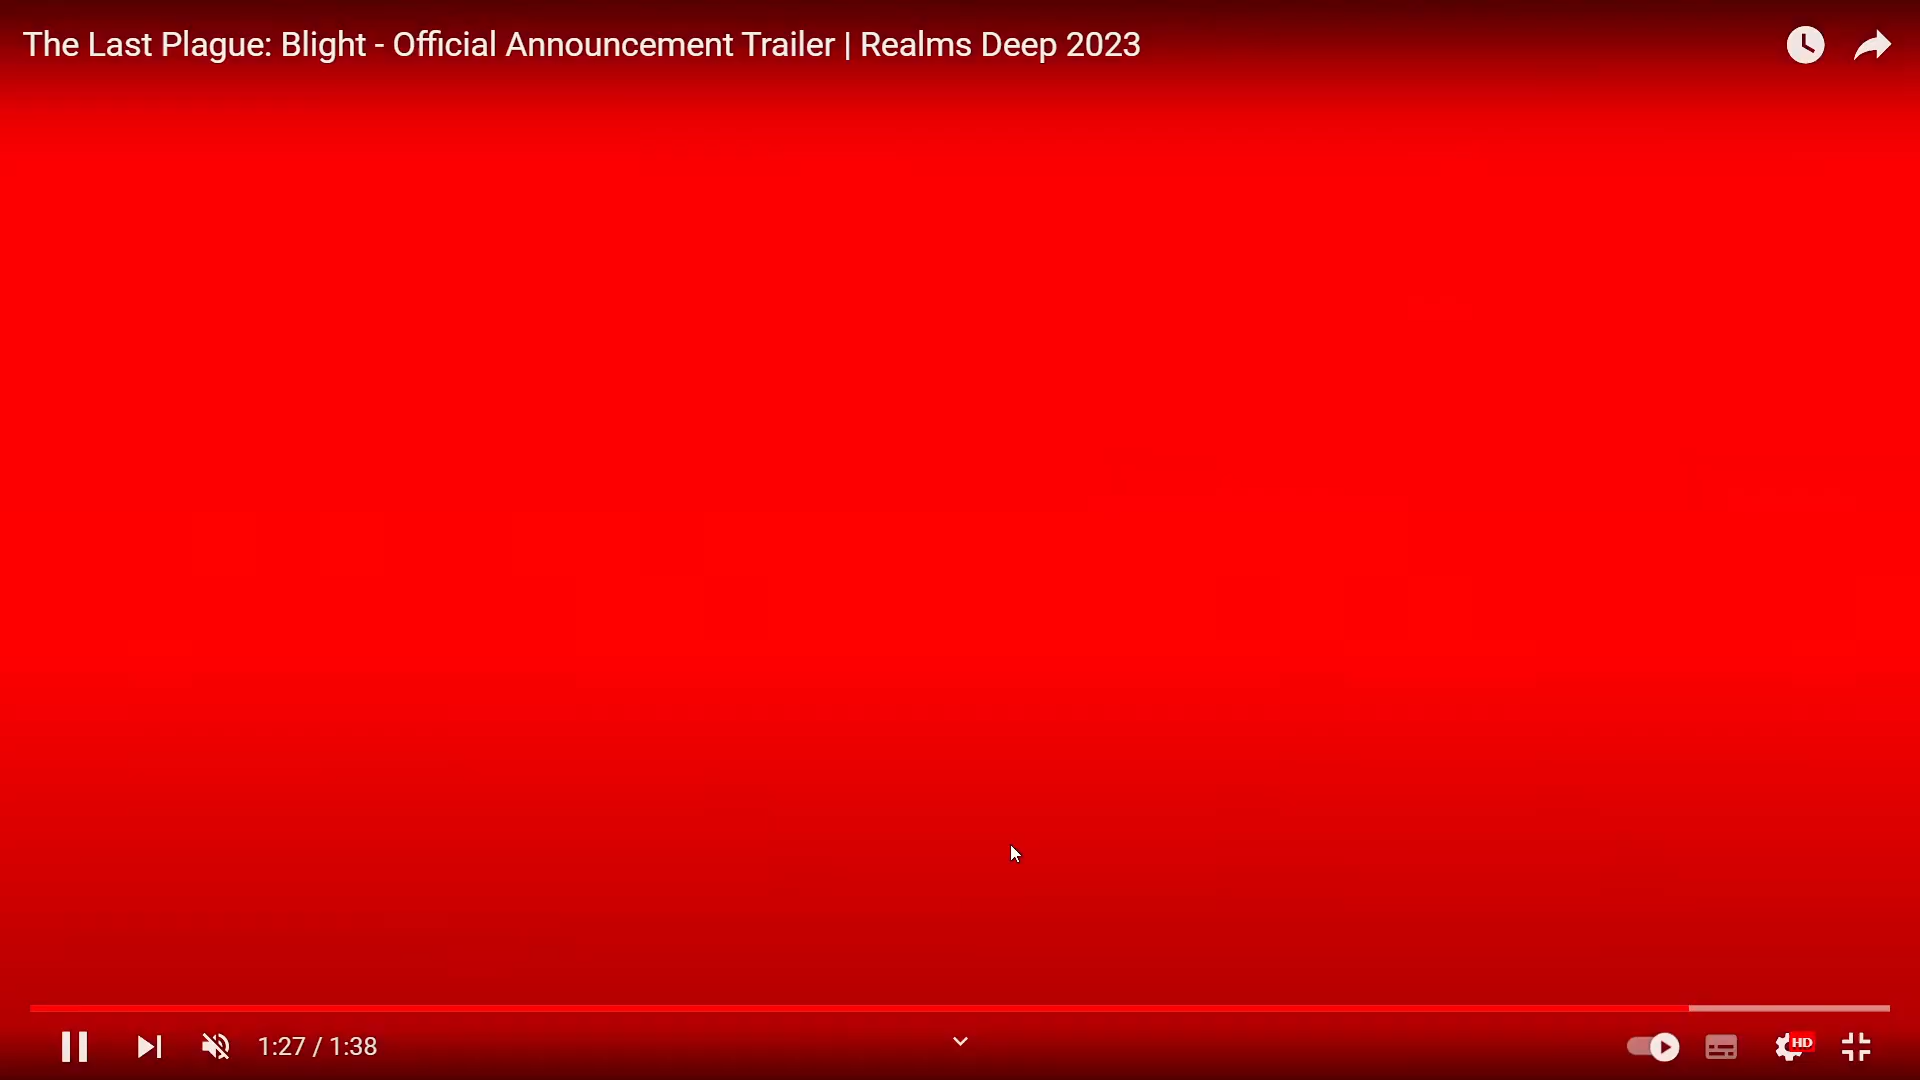 The Last Plague: Blight - Official Announcement Trailer | Realms Deep 2023
1:27 / 1:38
HD